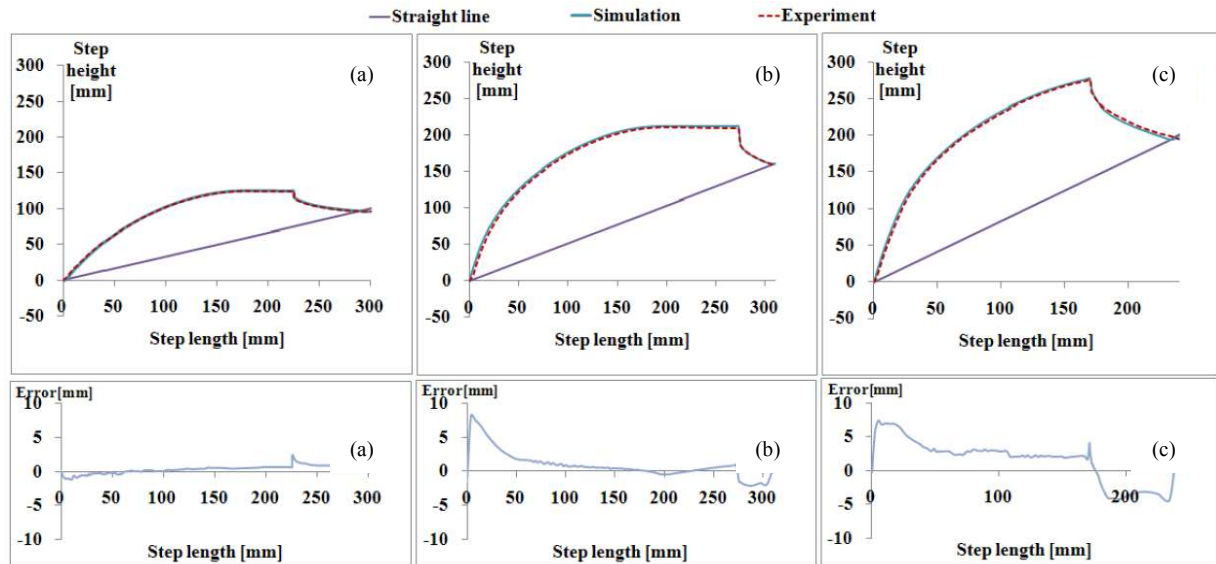 Straight line Simulation Experiment
Step
height
[mm]
(a)
300
250
200
150
100
50
0
-50
0 50 100 150 200 250 300
Step length [mm]
Step
height
[mm]
(b)
300
250
200
150
100
50
0
-50
0 50 100 150 200 250 300
Step length [mm]
Step
height
[mm]
(c)
300
250
200
150
100
50
0
-50
0 50 100 150 200
Step length [mm]
Error[mm]
(a)
10
5
0
-5
-10
0 50 100 150 200 250 300
Step length [mm]
Error[mm]
(b)
10
5
0
-5
-10
0 50 100 150 200 250 300
Step length [mm]
Error[mm]
(c)
10
5
0
-5
-10
0 100 200
Step length [mm]